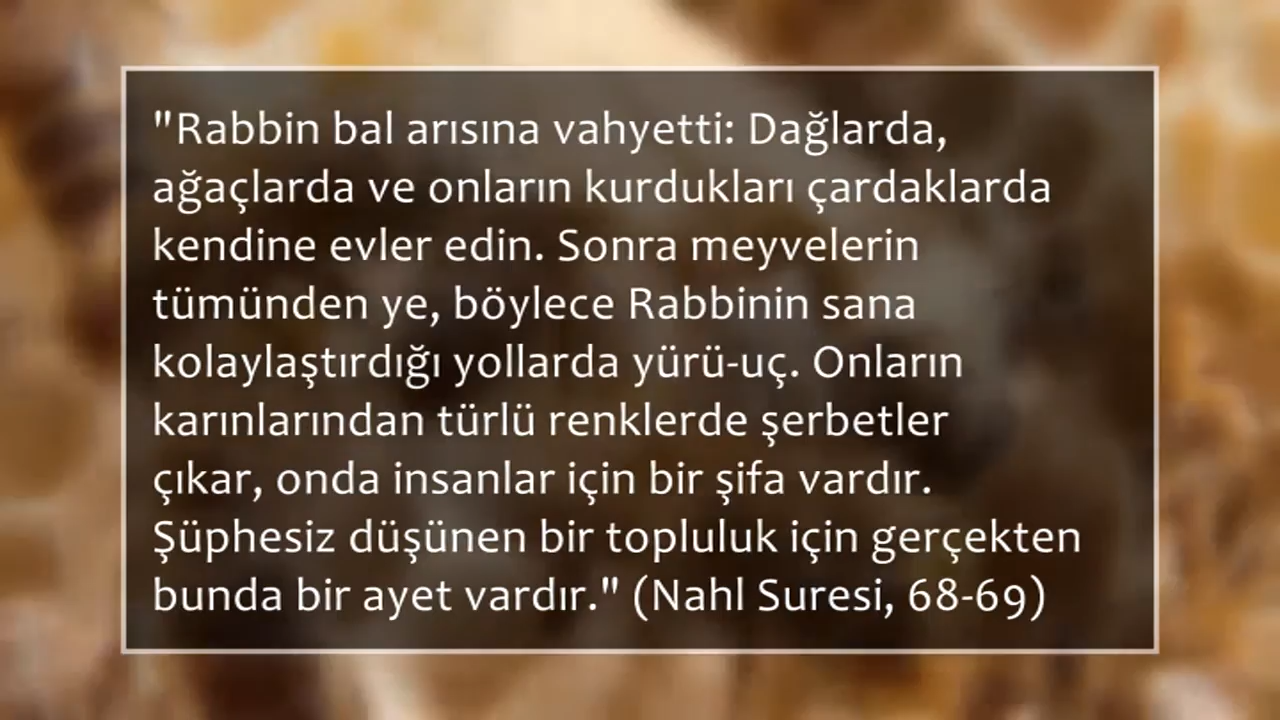 "Rabbin bal arısına vahyetti: Dağlarda,
ağaçlarda ve onların kurdukları çardaklarda
kendine evler edin. Sonra meyvelerin
tümünden ye, böylece Rabbinin sana
kolaylaştırdığı yollarda yürü-uç. Onların
karınlarından türlü renklerde şerbetler
çıkar, onda insanlar için bir şifa vardır.
Şüphesiz düşünen bir topluluk için gerçekten
bunda bir ayet vardır." (Nahl Suresi, 68-69)